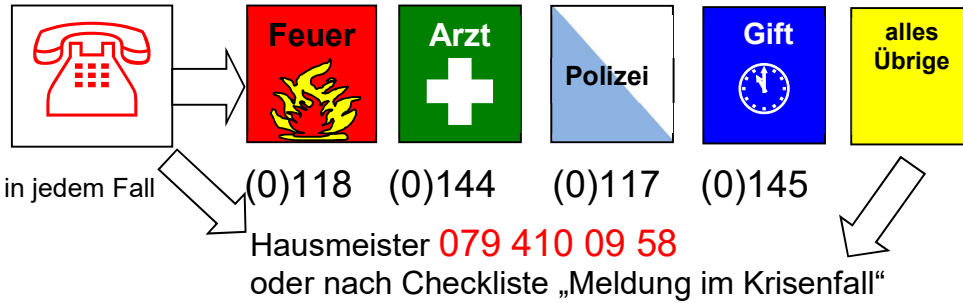 Feuer
Arzt
Polizei
Gift
alles
Übrige
in jedem Fall
(0)118 (0)144 (0)117 (0)145
Hausmeister 079 410 09 58
oder nach Checkliste „Meldung im Krisenfall“